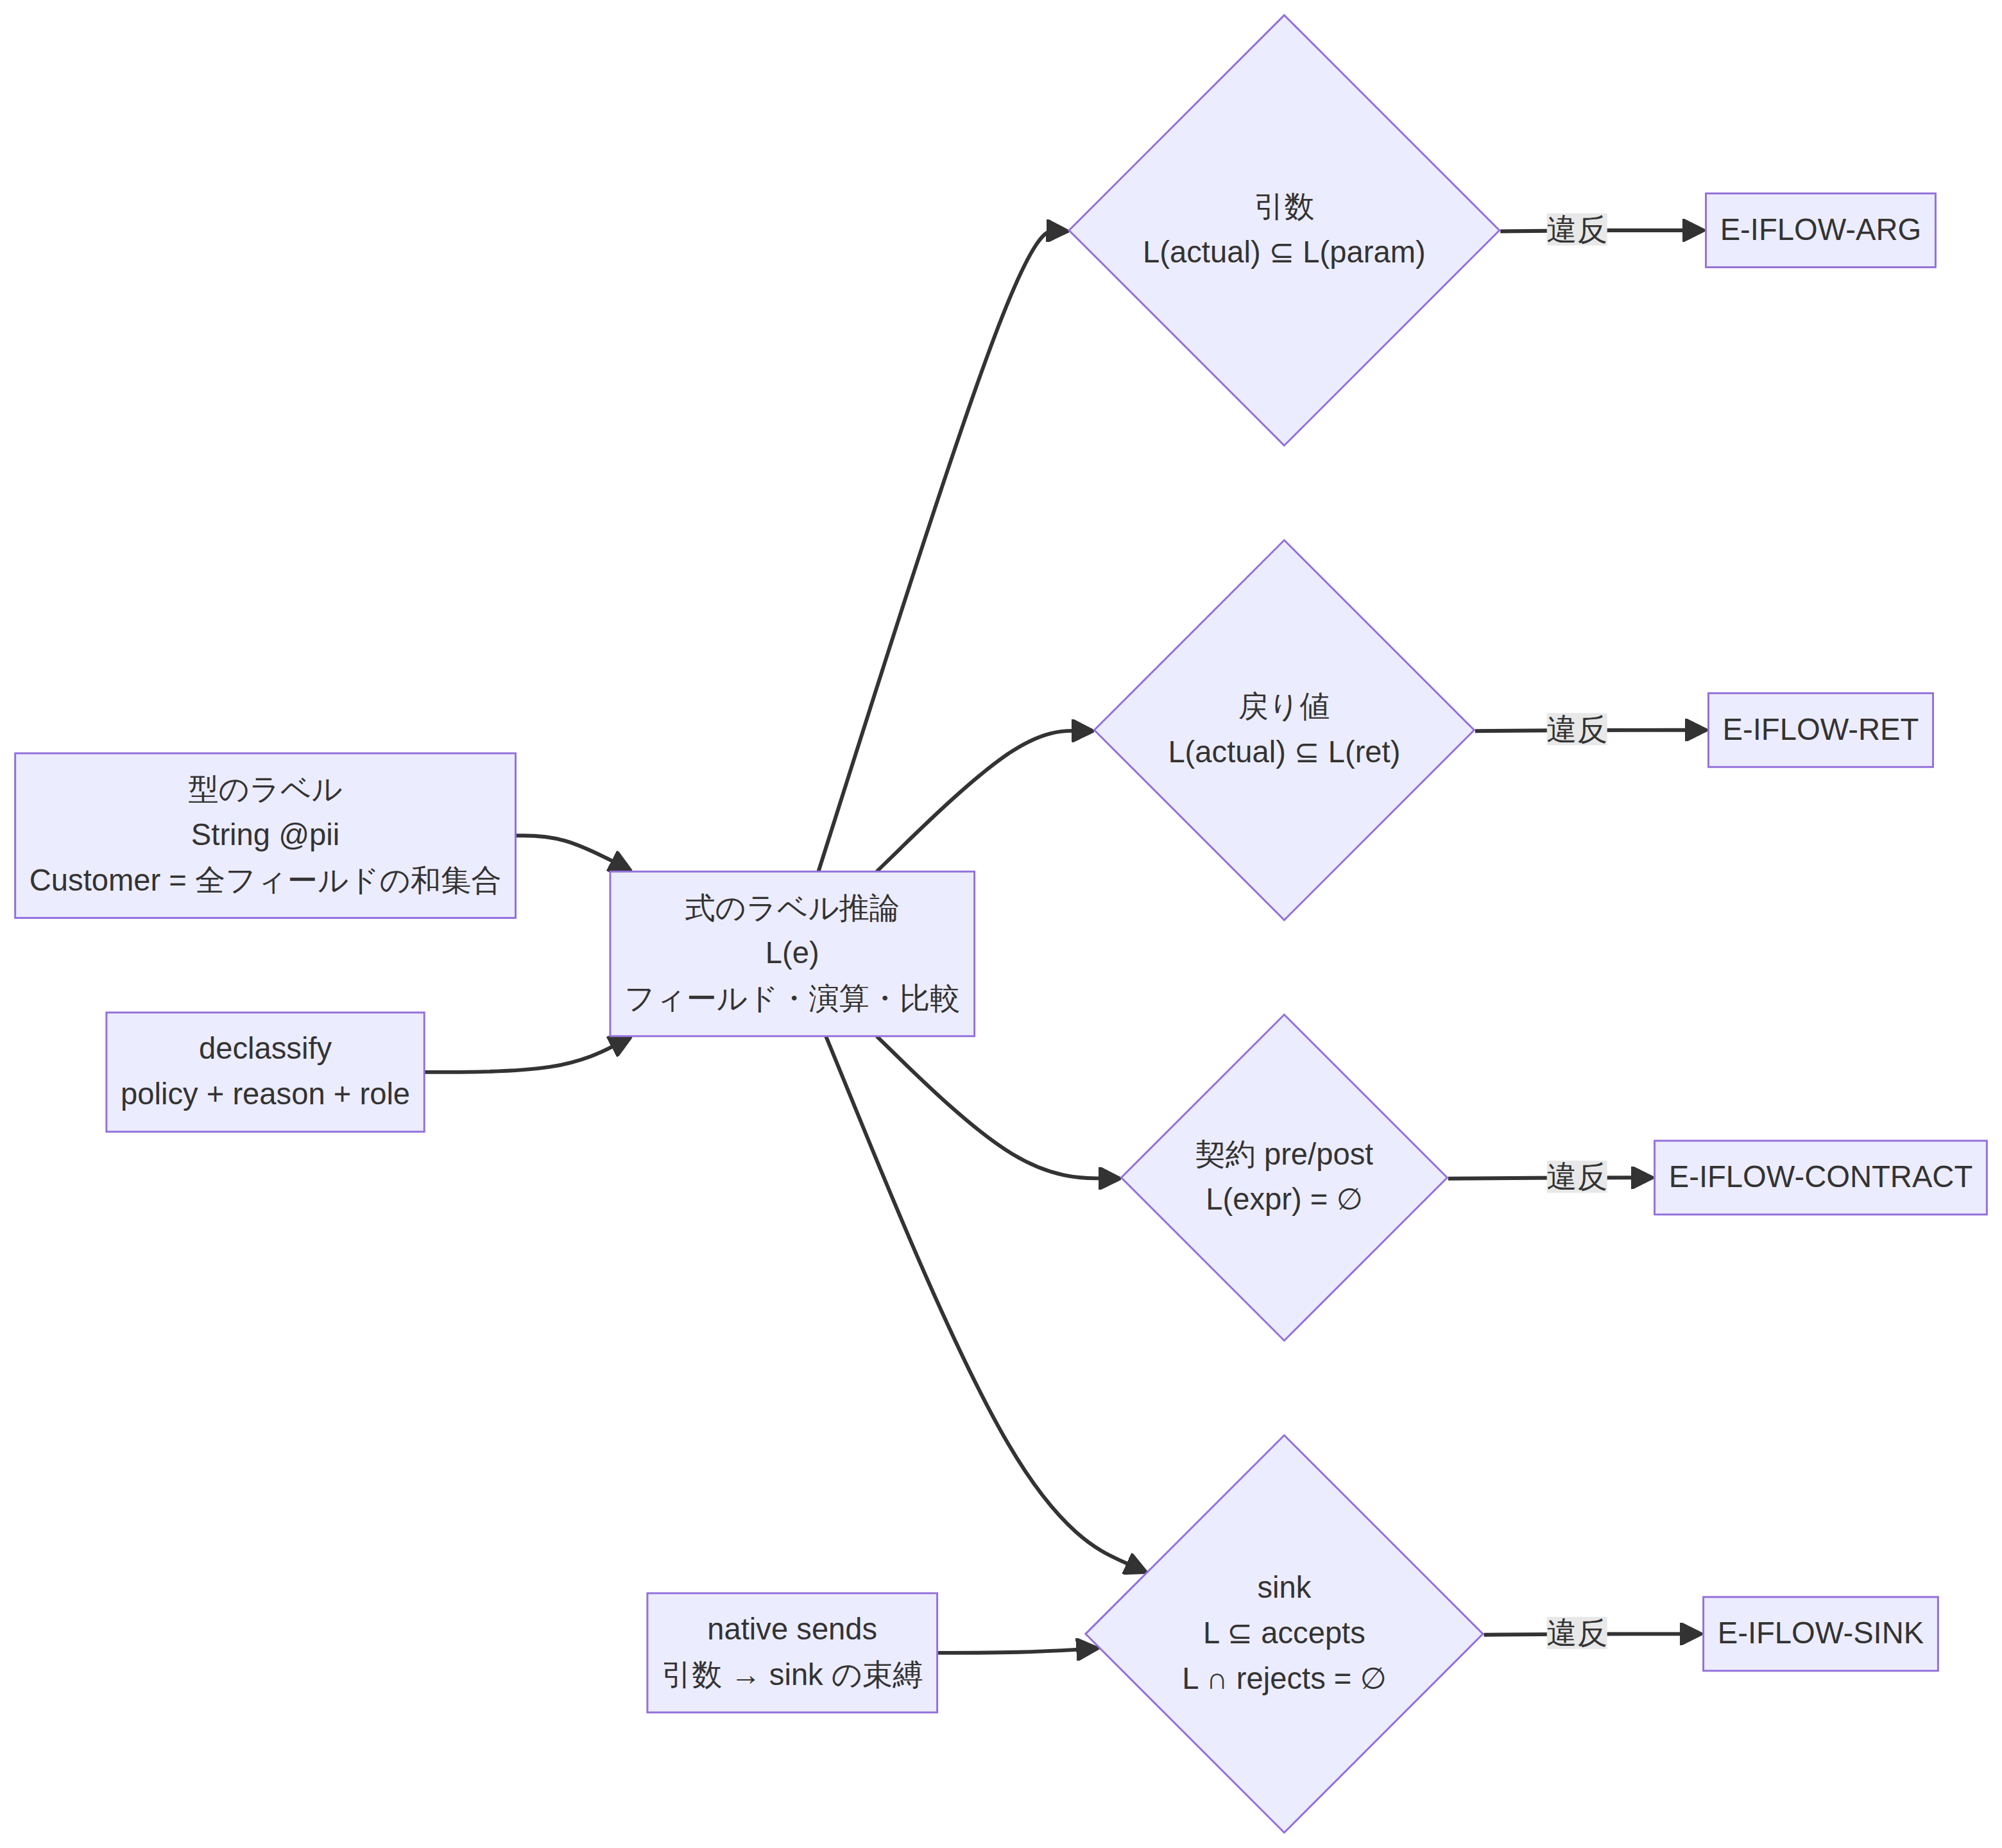 型のラベル
String @pii
Customer = 全フィールドの和集合
declassify
policy + reason + role
式のラベル推論
L(e)
フィールド・演算・比較
native sends
引数 → sink の束縛
引数
L(actual) ⊆ L(param)
違反
E-IFLOW-ARG
戻り値
L(actual) ⊆ L(ret)
違反
E-IFLOW-RET
契約 pre/post
L(expr) = ∅
違反
E-IFLOW-CONTRACT
sink
L ⊆ accepts
L ∩ rejects = ∅
違反
E-IFLOW-SINK